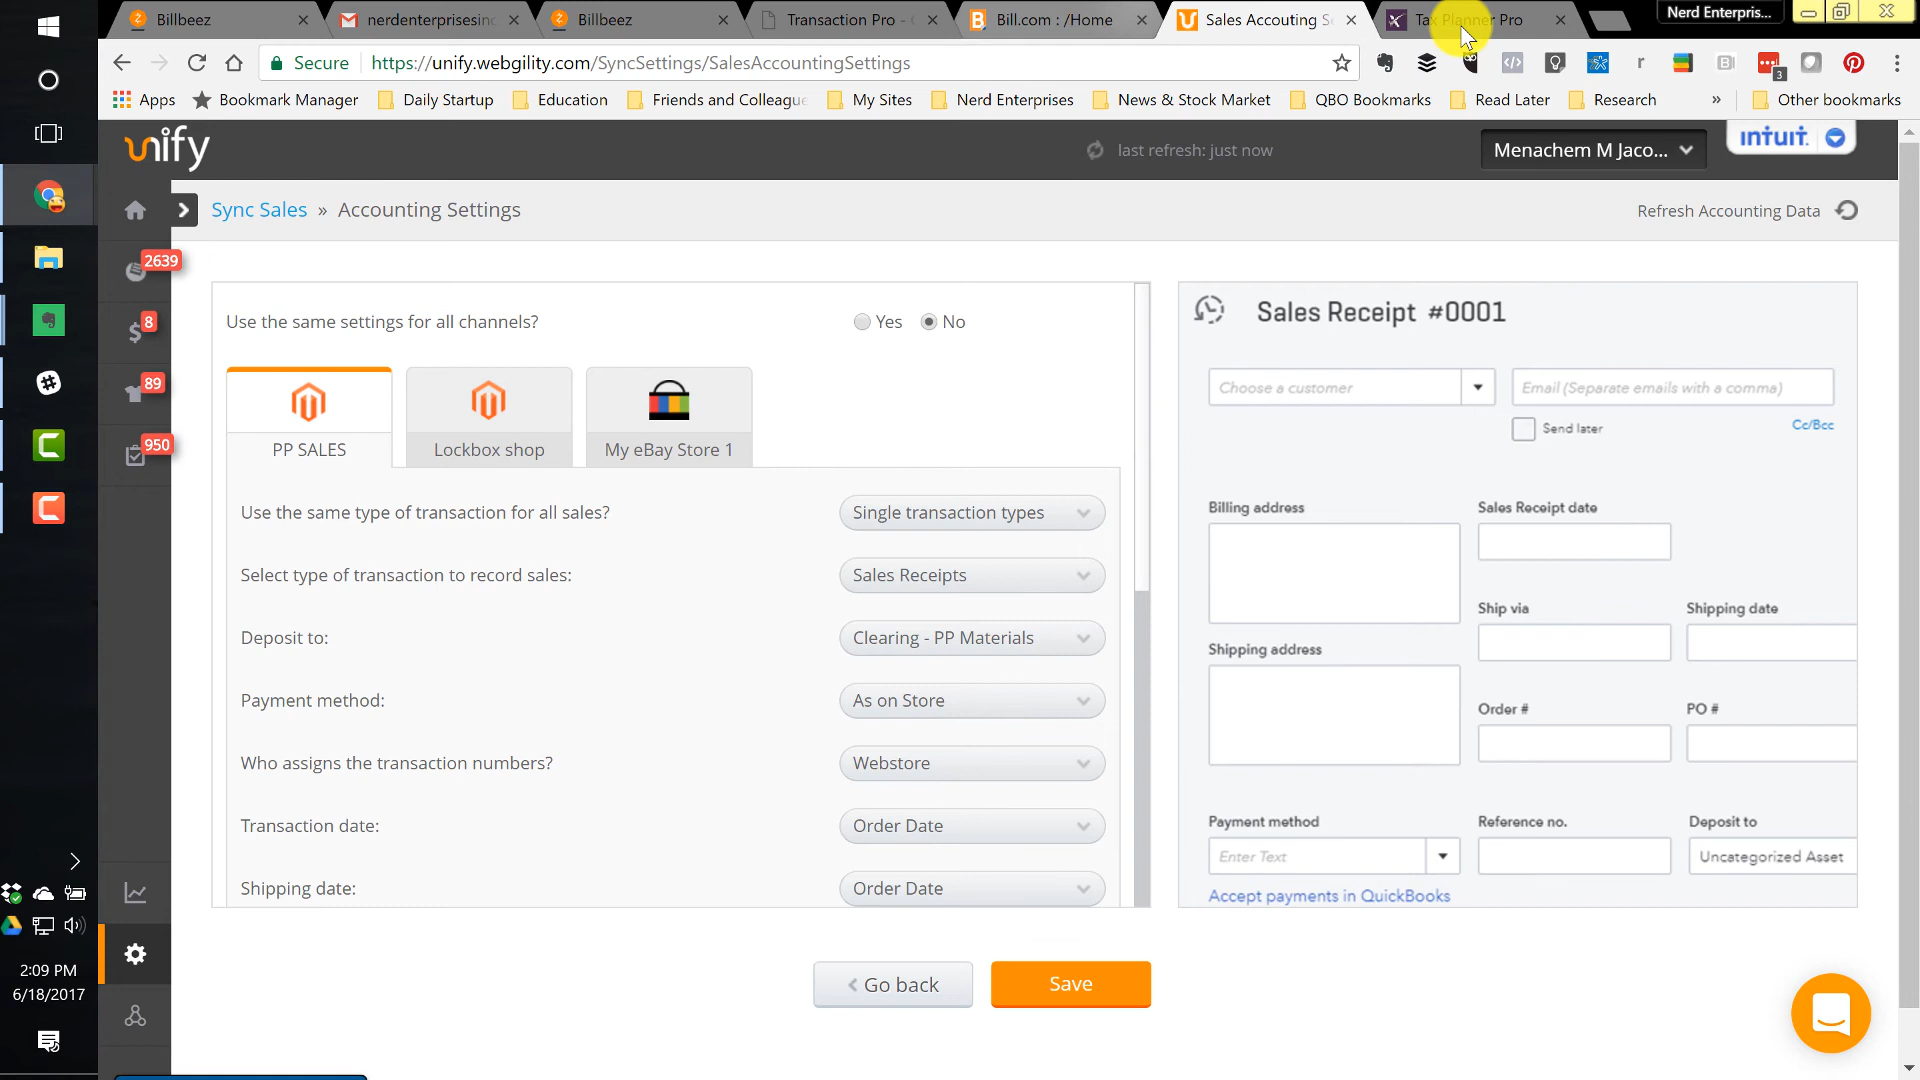 Billbeez
nerdenterprisesinc
Billbeez
Transaction Pro -
Bill.com : /Home
Sales Accouting S
Tax Planner Pro
Nerd Enterpris...
Secure
https://unify.webgility.com/SyncSettings/SalesAccountingSettings
3
Apps
Bookmark Manager
Daily Startup
Education
Friends and Colleague
My Sites
Nerd Enterprises
News & Stock Market
QBO Bookmarks
Read Later
Research
»
Other bookmarks
unify
last refresh: just now
Menachem M Jaco...
intuit.
Sync Sales » Accounting Settings
Refresh Accounting Data
2639
8
89
950
Use the same settings for all channels?
Yes
No
PP SALES
Lockbox shop
My eBay Store 1
Use the same type of transaction for all sales?
Single transaction types
Select type of transaction to record sales:
Sales Receipts
Deposit to:
Clearing - PP Materials
Payment method:
As on Store
Who assigns the transaction numbers?
Webstore
Transaction date:
Order Date
Shipping date:
Order Date
Sales Receipt #0001
Choose a customer
Email (Separate emails with a comma)
Send later
Cc/Bcc
Billing address
Sales Receipt date
Ship via
Shipping date
Shipping address
Order #
PO #
Payment method
Reference no.
Deposit to
Enter Text
Uncategorized Asset
Accept payments in QuickBooks
Go back
Save
2:09 PM
6/18/2017